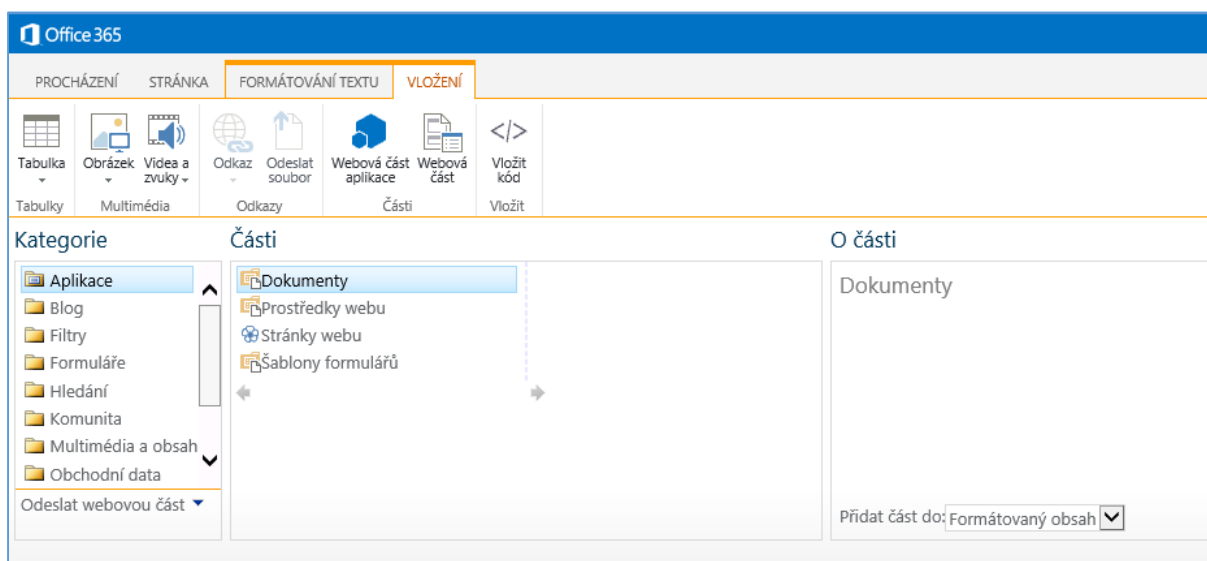 Office 365
PROCHÁZENÍ STRÁNKA FORMÁTOVÁNÍ TEXTU VLOŽENÍ
Tabulka Obrázek Videa a zvuky Odkaz Odeslat soubor Webová část aplikace Webová část Vložit kód
Tabulky Multimédia Odkazy Části Vložit
Kategorie Části O části
Aplikace Dokumenty Dokumenty
Blog Prostředky webu
Filtry Stránky webu
Formuláře Šablony formulářů
Hledání
Komunita
Multimédia a obsah
Obchodní data
Odeslat webovou část
Přidat část do: Formátovaný obsah